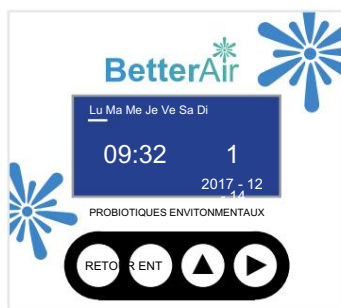 BetterAir
Lu Ma Me Je Ve Sa Di
09:32 1
2017 - 12
- 14
PROBIOTIQUES ENVITONMENTAUX
RETOUR ENT